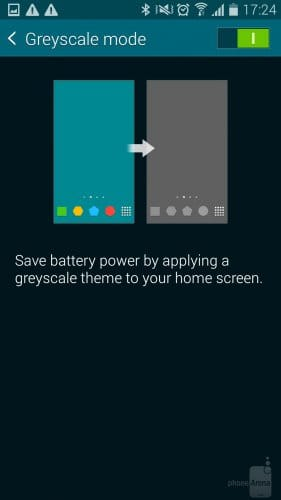 17:24
Greyscale mode
Save battery power by applying a
greyscale theme to your home screen.
phoneArena